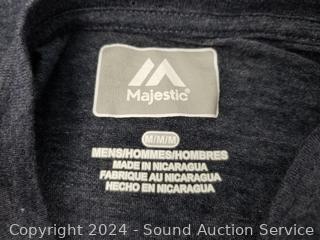 Majestic®
M/M/M
MENS/HOMMES/HOMBRES
MADE IN NICARAGUA
FABRIQUE AU NICARAGUA
HECHO EN NICARAGUA
Copyright © 2024 - Sound Auction Service